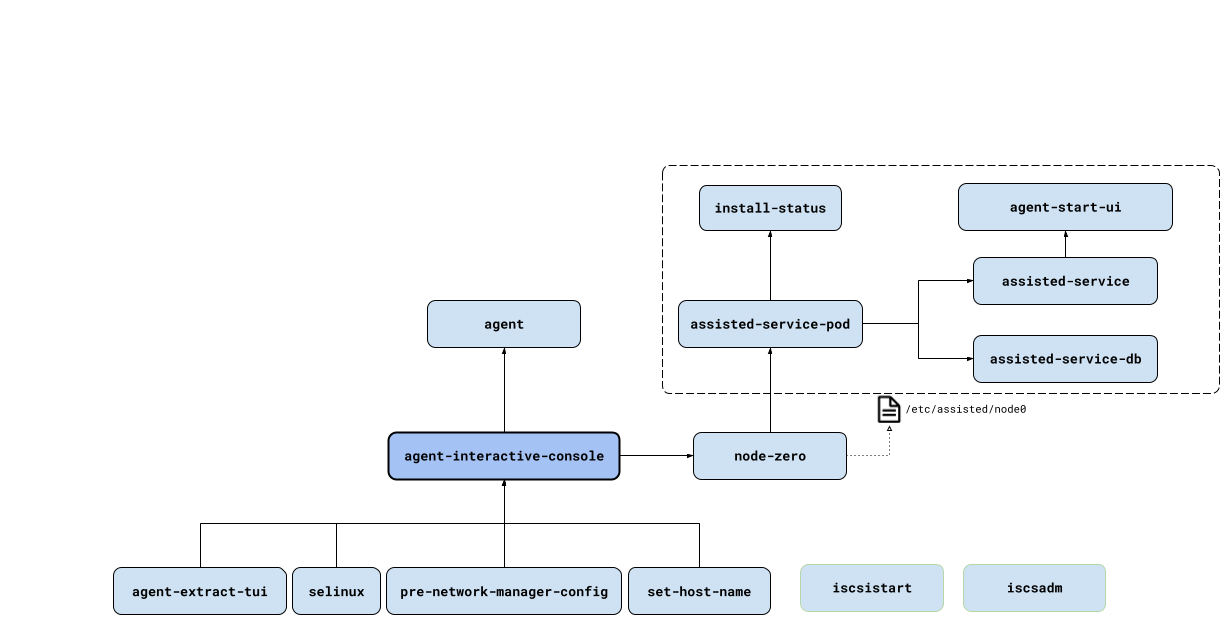 install-status
agent-start-ui
assisted-service
agent
assisted-service-pod
assisted-service-db
/etc/assisted/node0
agent-interactive-console
node-zero
agent-extract-tui
selinux
pre-network-manager-config
set-host-name
iscsistart
iscsadm